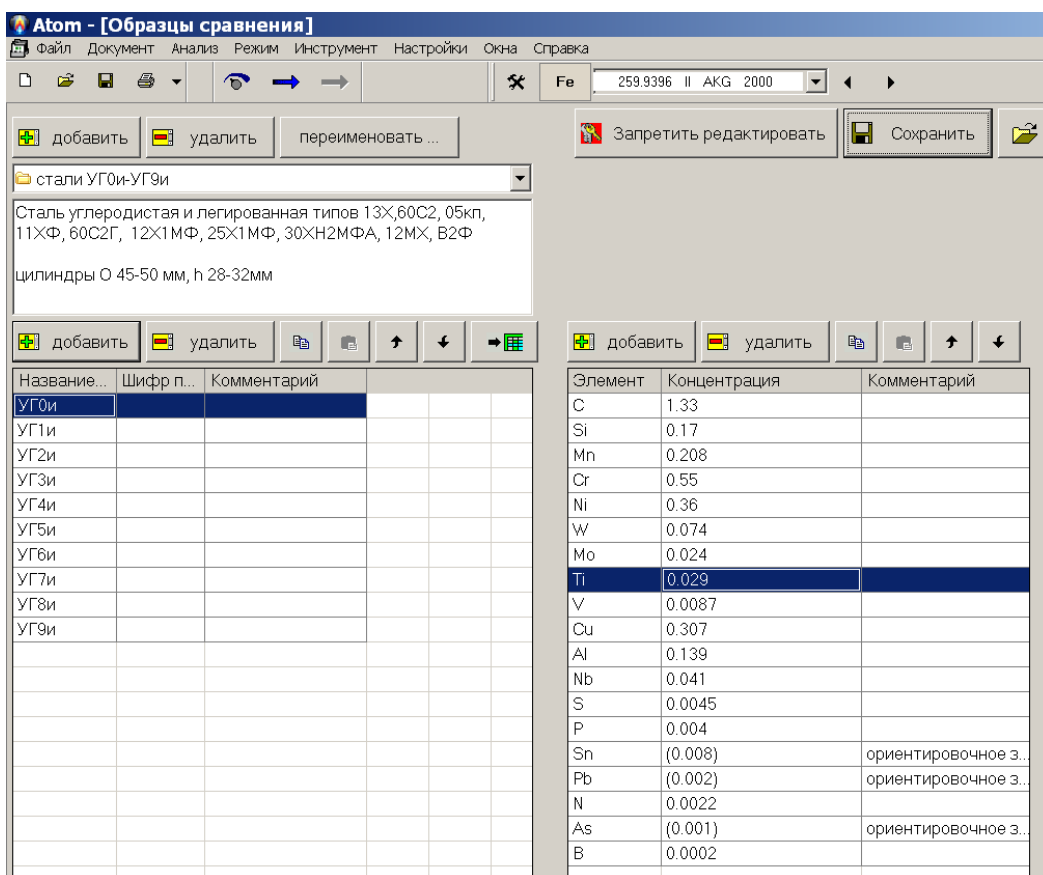 Atom - [Образцы сравнения]
Файл Документ Анализ Режим Инструмент Настройки Окна Справка
Fe 259.9396 II AKG 2000
добавить удалить переименовать ... Запретить редактировать Сохранить
стали УГ0и-УГ9и
Сталь углеродистая и легированная типов 13Х,60С2, 05кп,
11ХФ, 60С2Г, 12Х1МФ, 25Х1МФ, 30ХН2МФА, 12МХ, В2Ф
цилиндры О 45-50 мм, h 28-32мм
добавить удалить добавить удалить
Название... Шифр п... Комментарий Элемент Концентрация Комментарий
УГ0и C 1.33
УГ1и Si 0.17
УГ2и Mn 0.208
УГ3и Cr 0.55
УГ4и Ni 0.36
УГ5и W 0.074
УГ6и Mo 0.024
УГ7и Ti 0.029
УГ8и V 0.0087
УГ9и Cu 0.307
Al 0.139
Nb 0.041
S 0.0045
P 0.004
Sn (0.008) ориентировочное з...
Pb (0.002) ориентировочное з...
N 0.0022
As (0.001) ориентировочное з...
B 0.0002